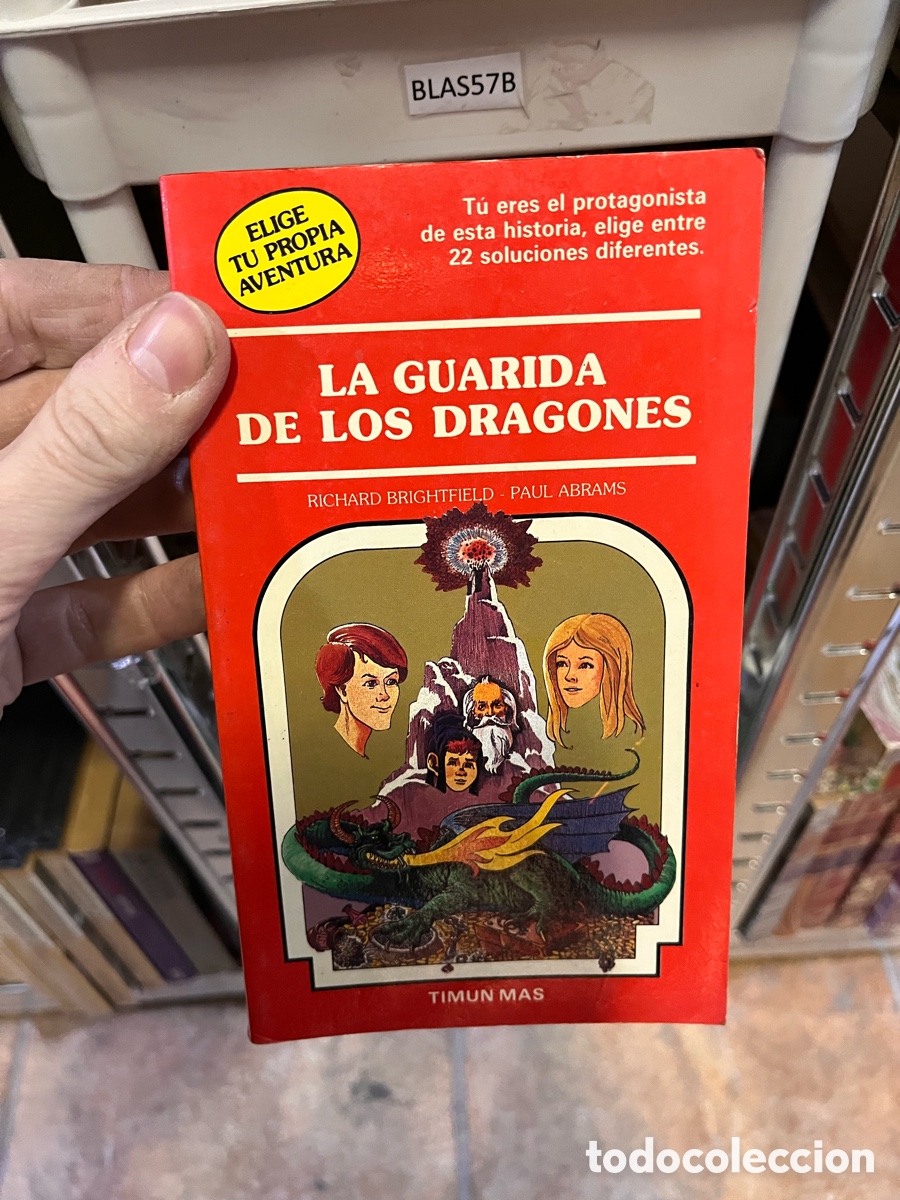 BLAS57B
ELIGE
TU PROPIA
AVENTURA
Tú eres el protagonista
de esta historia, elige entre
22 soluciones diferentes.
LA GUARIDA
DE LOS DRAGONES
RICHARD BRIGHTFIELD - PAUL ABRAMS
TIMUN MAS
todocoleccion